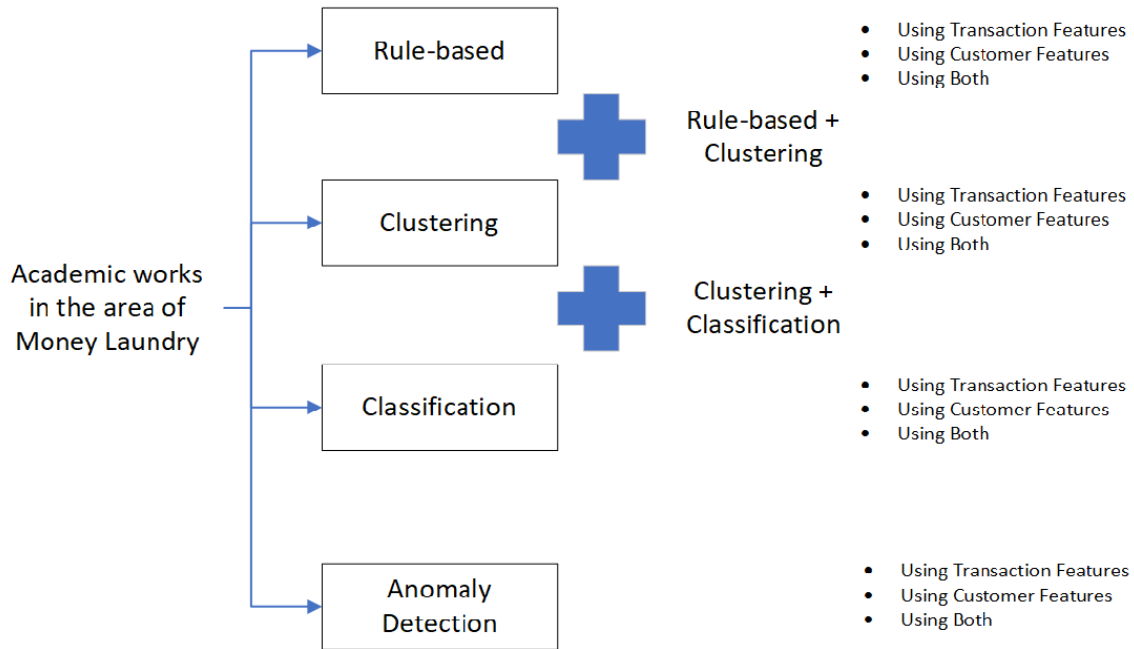 Rule-based
• Using Transaction Features
• Using Customer Features
• Using Both
Rule-based +
Clustering
Clustering
• Using Transaction Features
• Using Customer Features
• Using Both
Academic works
in the area of
Money Laundry
Clustering +
Classification
Classification
• Using Transaction Features
• Using Customer Features
• Using Both
Anomaly
Detection
• Using Transaction Features
• Using Customer Features
• Using Both